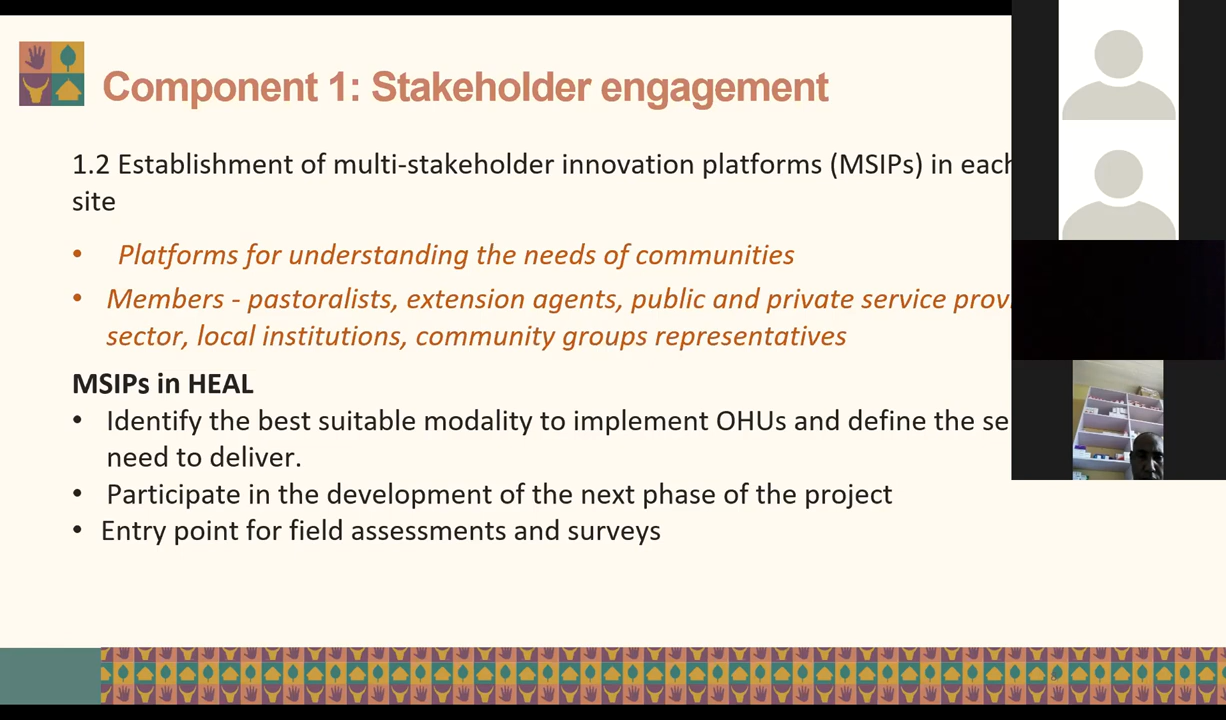 Component 1: Stakeholder engagement
1.2 Establishment of multi-stakeholder innovation platforms (MSIPs) in each
site
• Platforms for understanding the needs of communities
• Members - pastoralists, extension agents, public and private service
sector, local institutions, community groups representatives
MSIPs in HEAL
• Identify the best suitable modality to implement OHUs and define the
need to deliver.
• Participate in the development of the next phase of the project
• Entry point for field assessments and surveys